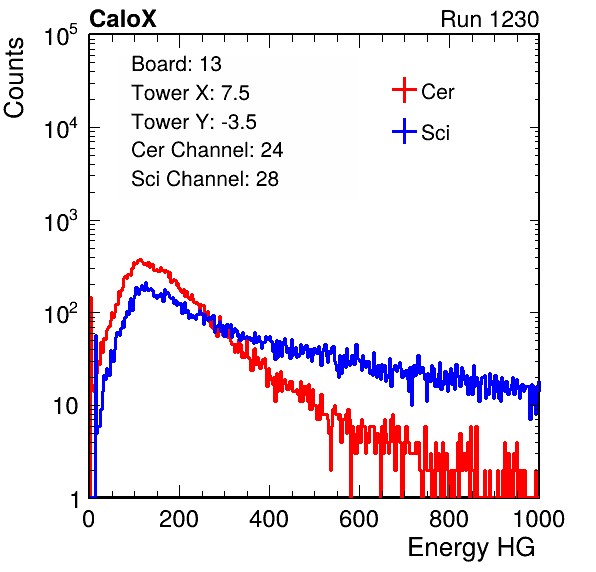 CaloX Run 1230
Counts
Board: 13
Tower X: 7.5
Tower Y: -3.5
Cer Channel: 24
Sci Channel: 28
Cer
Sci
10^5
10^4
10^3
10^2
10
1
0 200 400 600 800 1000
Energy HG